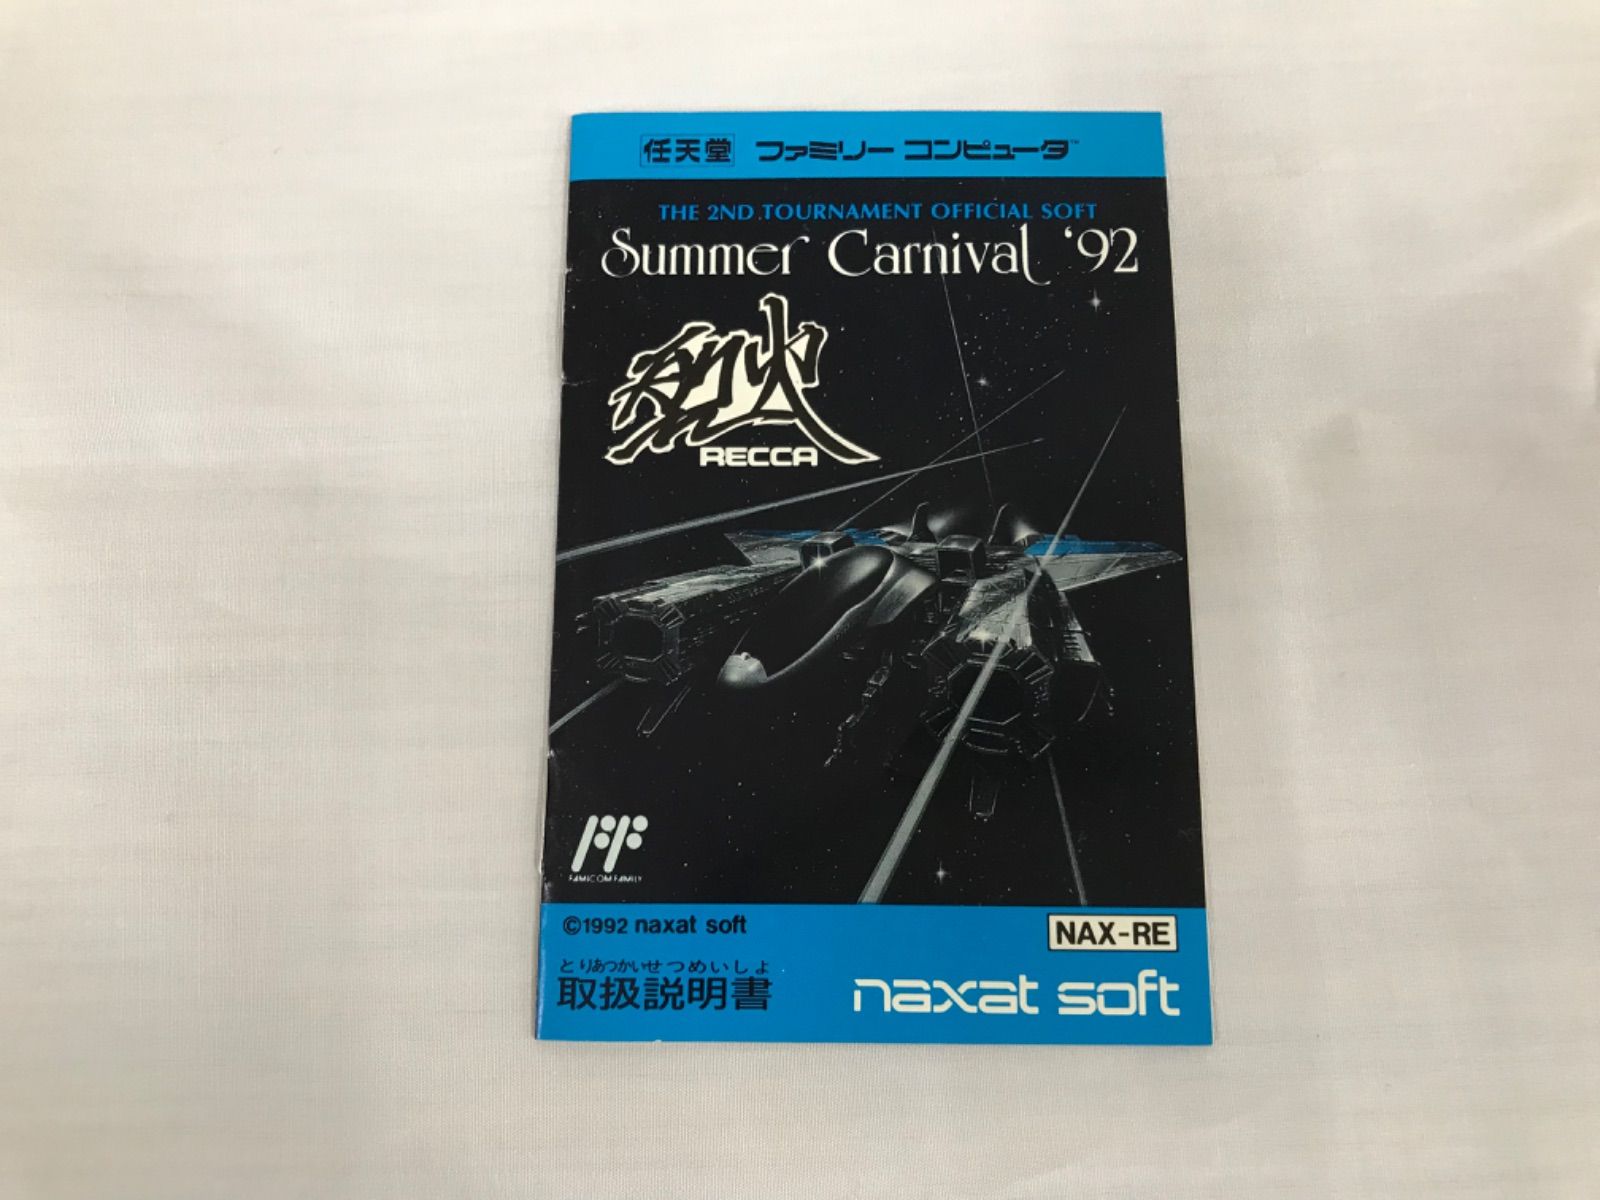 任天堂 ファミリー コンピュータ™
THE 2ND TOURNAMENT OFFICIAL SOFT
Summer Carnival '92
烈火
RECCA
FAMICOM FAMILY
©1992 naxat soft
NAX-RE
とりあつかいせつめいしょ
取扱説明書
naxat soft